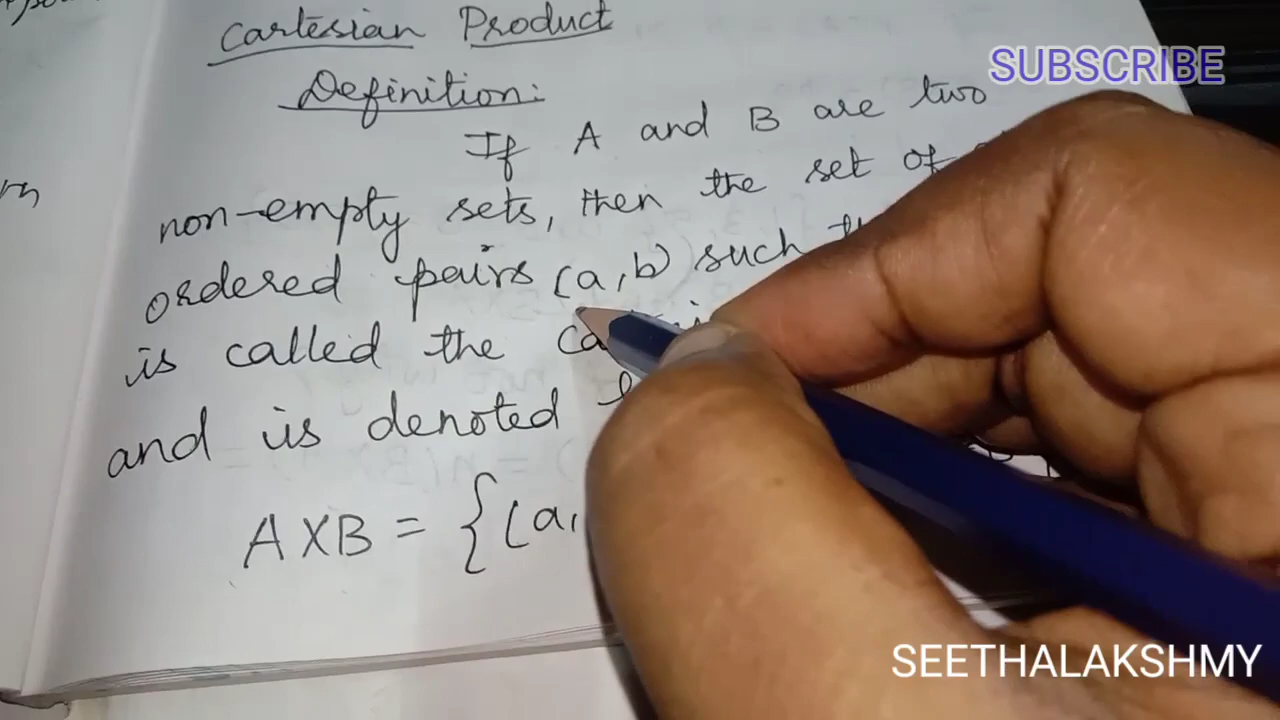 Cartesian Product
SUBSCRIBE
Definition:
If A and B are two
non-empty sets, then the set of
ordered pairs (a, b) such
is called the
and is denoted
A X B = { (a,
SEETHALAKSHMY